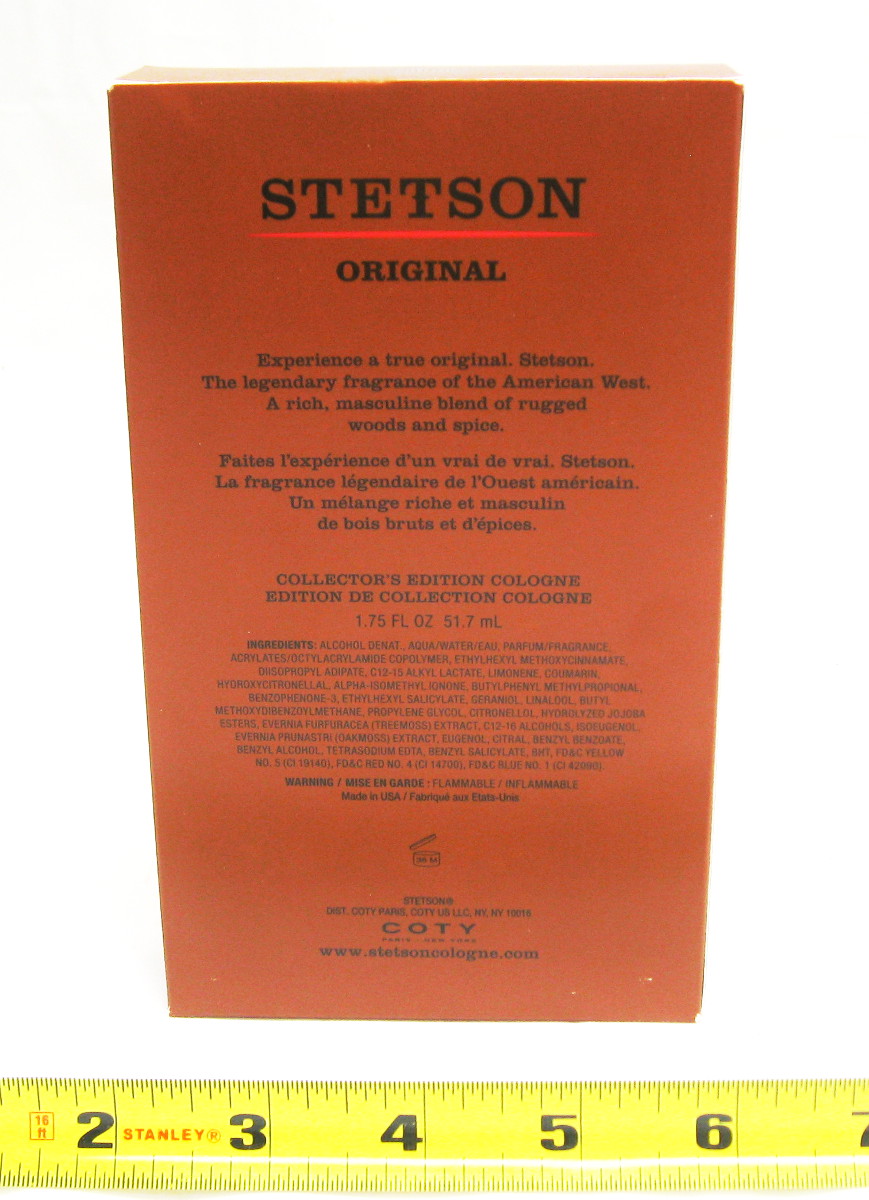 STETSON
ORIGINAL
Experience a true original. Stetson.
The legendary fragrance of the American West.
A rich, masculine blend of rugged
woods and spice.
Faites l'expérience d'un vrai de vrai. Stetson.
La fragrance légendaire de l'Ouest américain.
Un mélange riche et masculin
de bois bruts et d'épices.
COLLECTOR'S EDITION COLOGNE
EDITION DE COLLECTION COLOGNE
1.75 FL OZ 51.7 mL
INGREDIENTS: ALCOHOL DENAT., AQUA/WATER/EAU, PARFUM/FRAGRANCE,
ACRYLATES/OCTYLACRYLAMIDE COPOLYMER, ETHYLHEXYL METHOXYCINNAMATE,
DIISOPROPYL ADIPATE, C12-15 ALKYL LACTATE, LIMONENE, COUMARIN,
HYDROXYCITRONELLAL, ALPHA-ISOMETHYL IONONE, BUTYLPHENYL METHYLPROPIONAL,
BENZOPHENONE-3, ETHYLHEXYL SALICYLATE, GERANIOL, LINALOOL, BUTYL
METHOXYDIBENZOYLMETHANE, PROPYLENE GLYCOL, CITRONELLOL, HYDROLYZED JOJOBA
ESTERS, EVERNIA FURFURACEA (TREEMOSS) EXTRACT, C12-16 ALCOHOLS, ISOEUGENOL,
EVERNIA PRUNASTRI (OAKMOSS) EXTRACT, EUGENOL, CITRAL, BENZYL BENZOATE,
BENZYL ALCOHOL, TETRASODIUM EDTA, BENZYL SALICYLATE, BHT, FD&C YELLOW
NO. 5 (CI 19140), FD&C RED NO. 4 (CI 14700), FD&C BLUE NO. 1 (CI 42090)
WARNING / MISE EN GARDE : FLAMMABLE / INFLAMMABLE
Made in USA / Fabriqué aux Etats-Unis
36 M
STETSON®
DIST. COTY PARIS, COTY US LLC, NY, NY 10016
COTY
PARIS - NEW YORK
www.stetsoncologne.com
16 ft 2 STANLEY® 3 4 5 6 7